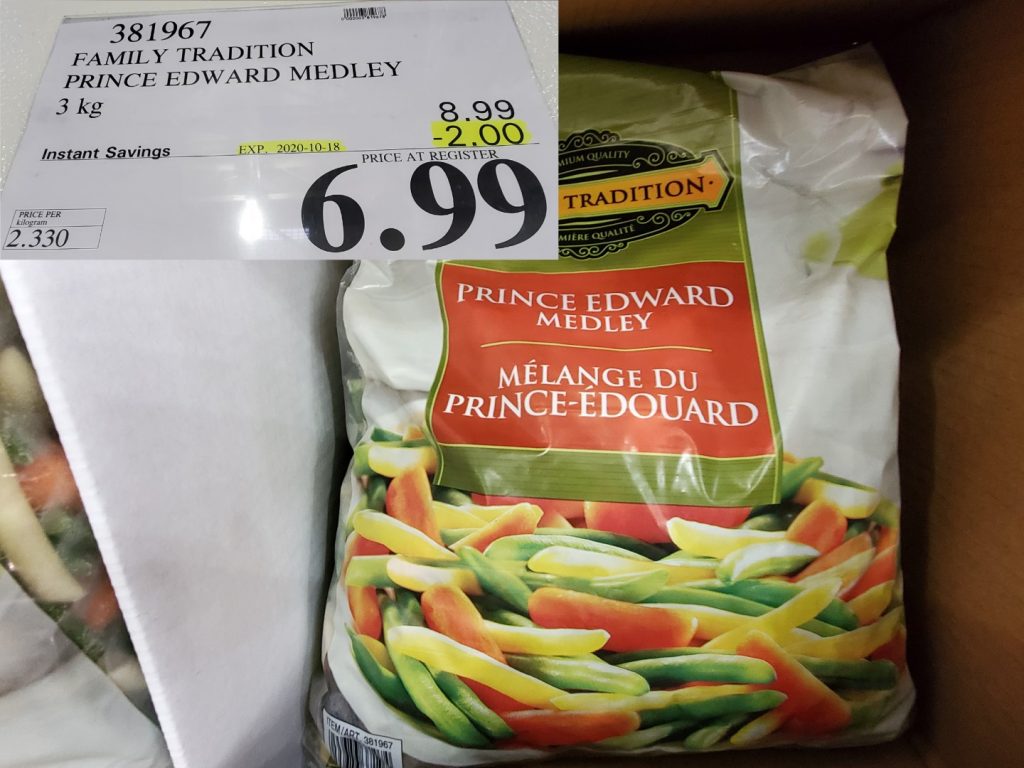 381967
FAMILY TRADITION
PRINCE EDWARD MEDLEY
3 kg
8.99
-2.00
Instant Savings
EXP. 2020-10-18
PRICE AT REGISTER
6.99
PRICE PER
kilogram
2.330
QUALITY
TRADITION
QUALITÉ
PRINCE EDWARD
MEDLEY
MÉLANGE DU
PRINCE-ÉDOUARD
ITEM/ART. 381967